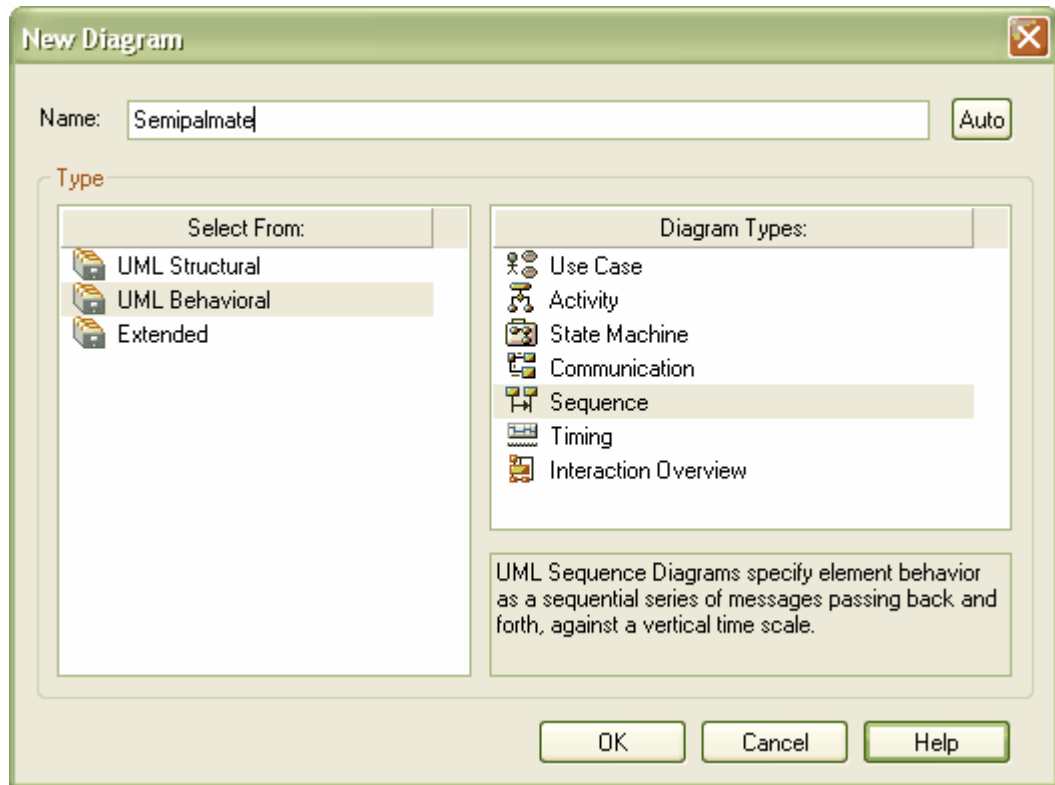 New Diagram
Name: Semipalmate Auto
Type
Select From:
UML Structural
UML Behavioral
Extended
Diagram Types:
Use Case
Activity
State Machine
Communication
Sequence
Timing
Interaction Overview
UML Sequence Diagrams specify element behavior
as a sequential series of messages passing back and
forth, against a vertical time scale.
OK Cancel Help